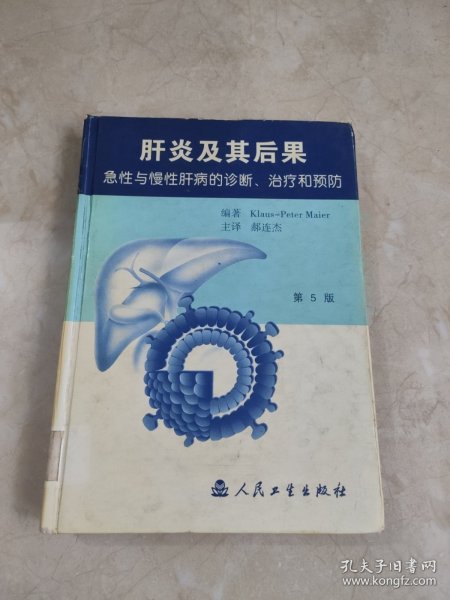 肝炎及其后果
急性与慢性肝病的诊断、治疗和预防
编著 Klaus-Peter Maier
主译 郝连杰
第 5 版
人民卫生出版社
孔夫子旧书网
www.kongfz.com